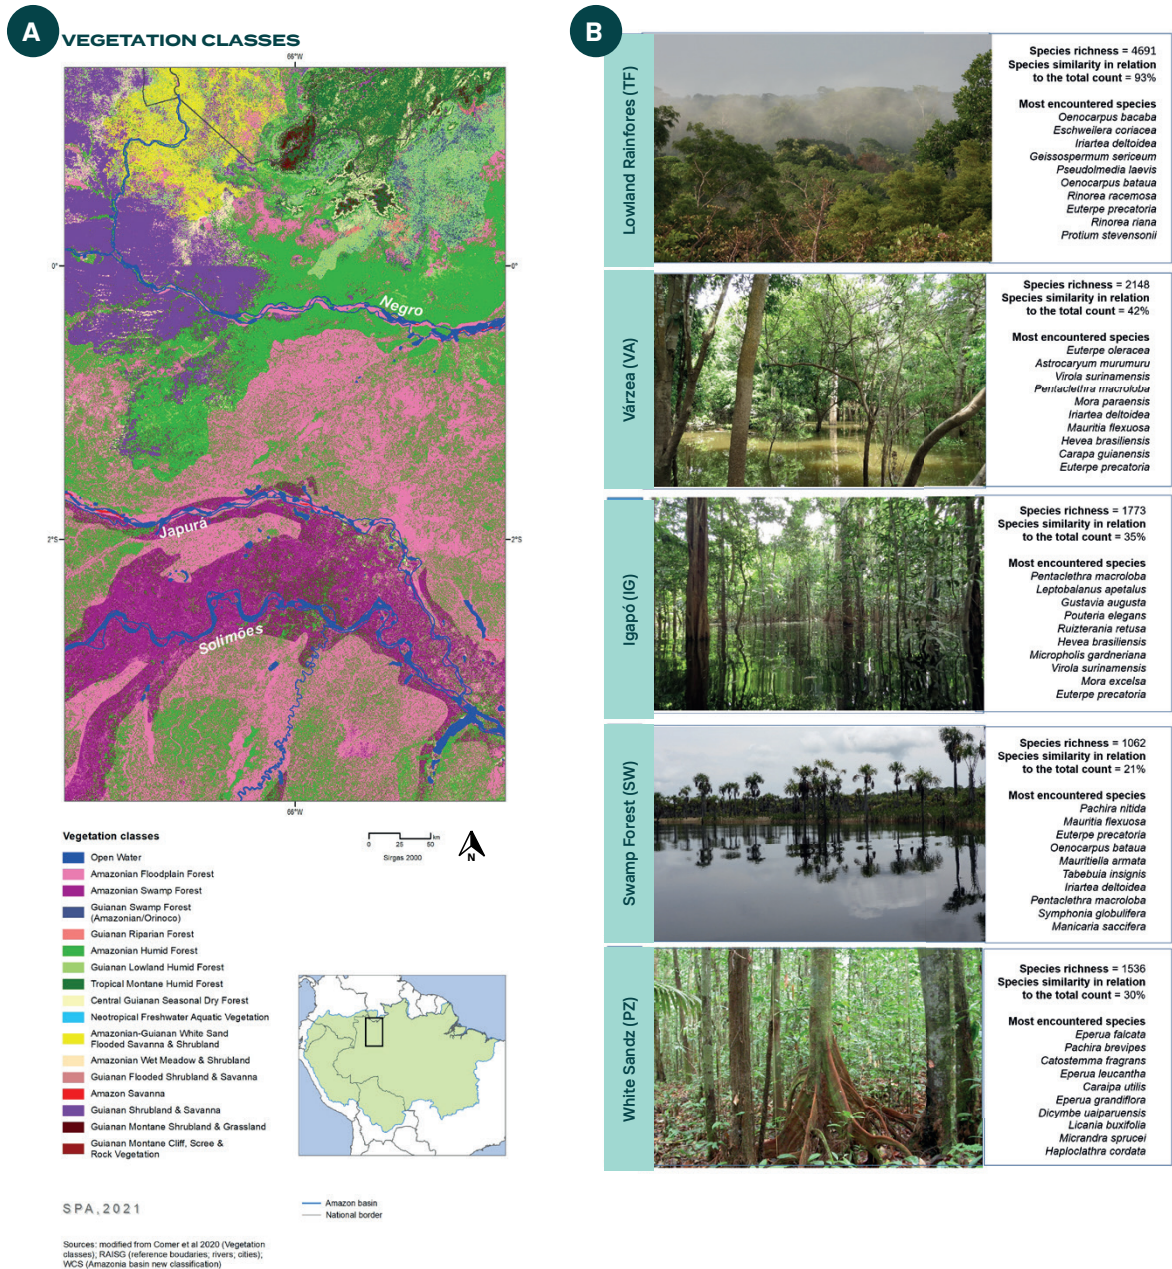 A
VEGETATION CLASSES
66°W
0°
0°
Negro
Japurá
2°S
2°S
Solimões
66°W
Vegetation classes
Open Water
Amazonian Floodplain Forest
Amazonian Swamp Forest
Guianan Swamp Forest
(Amazonian/Orinoco)
Guianan Riparian Forest
Amazonian Humid Forest
Guianan Lowland Humid Forest
Tropical Montane Humid Forest
Central Guianan Seasonal Dry Forest
Neotropical Freshwater Aquatic Vegetation
Amazonian-Guianan White Sand
Flooded Savanna & Shrubland
Amazonian Wet Meadow & Shrubland
Guianan Flooded Shrubland & Savanna
Amazon Savanna
Guianan Shrubland & Savanna
Guianan Montane Shrubland & Grassland
Guianan Montane Cliff, Scree &
Rock Vegetation
0 25 50 km
Sirgas 2000
N
SPA, 2021
Amazon basin
National border
Sources: modified from Comer et al 2020 (Vegetation
classes); RAISG (reference boudaries; rivers; cities);
WCS (Amazonia basin new classification)
B
Lowland Rainfores (TF)
Species richness = 4691
Species similarity in relation
to the total count = 93%
Most encountered species
Oenocarpus bacaba
Eschweilera coriacea
Iriartea deltoidea
Geissospermum sericeum
Pseudolmedia laevis
Oenocarpus bataua
Rinorea racemosa
Euterpe precatoria
Rinorea riana
Protium stevensonii
Várzea (VA)
Species richness = 2148
Species similarity in relation
to the total count = 42%
Most encountered species
Euterpe oleracea
Astrocaryum murumuru
Virola surinamensis
Pentaclethra macroloba
Mora paraensis
Iriartea deltoidea
Mauritia flexuosa
Hevea brasiliensis
Carapa guianensis
Euterpe precatoria
Igapó (IG)
Species richness = 1773
Species similarity in relation
to the total count = 35%
Most encountered species
Pentaclethra macroloba
Leptobalanus apetalus
Gustavia augusta
Pouteria elegans
Ruizterania retusa
Hevea brasiliensis
Micropholis gardneriana
Virola surinamensis
Mora excelsa
Euterpe precatoria
Swamp Forest (SW)
Species richness = 1062
Species similarity in relation
to the total count = 21%
Most encountered species
Pachira nitida
Mauritia flexuosa
Euterpe precatoria
Oenocarpus bataua
Mauritiella armata
Tabebuia insignis
Iriartea deltoidea
Pentaclethra macroloba
Symphonia globulifera
Manicaria saccifera
White Sandz (PZ)
Species richness = 1536
Species similarity in relation
to the total count = 30%
Most encountered species
Eperua falcata
Pachira brevipes
Catostemma fragrans
Eperua leucantha
Caraipa utilis
Eperua grandiflora
Dicymbe uaiparuensis
Licania buxifolia
Micrandra sprucei
Haploclathra cordata